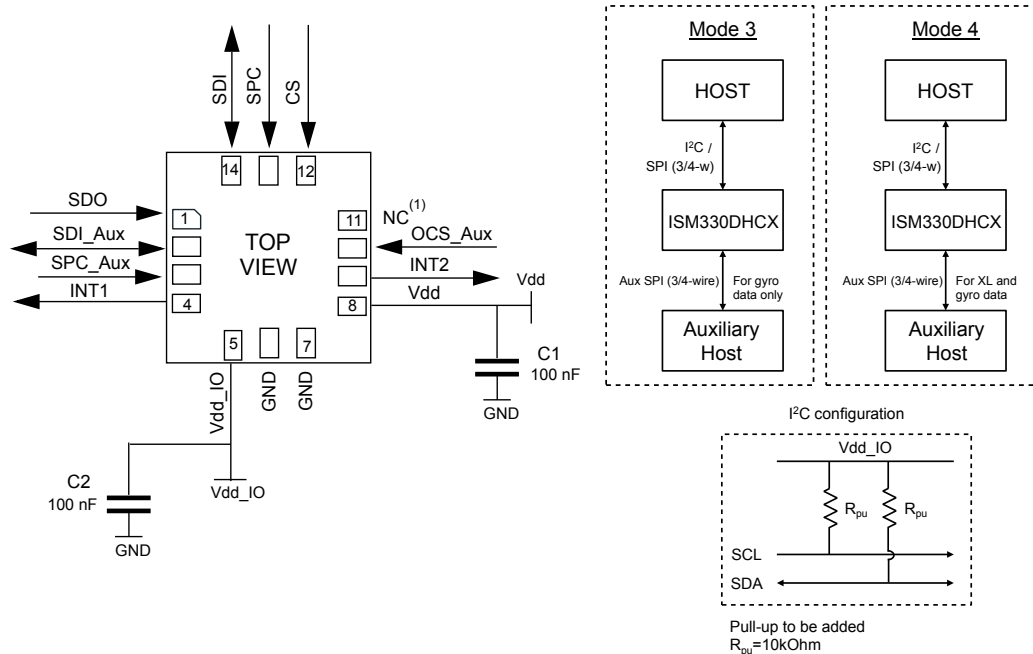 SDI
SPC
CS
14
12
SDO
SDI_Aux
SPC_Aux
INT1
1
4
TOP
VIEW
11
8
NC(1)
OCS_Aux
INT2
Vdd
Vdd
5
7
Vdd_IO
GND
GND
C1
100 nF
GND
C2
100 nF
GND
Vdd_IO
Mode 3
HOST
I²C /
SPI (3/4-w)
ISM330DHCX
Aux SPI (3/4-wire)
For gyro
data only
Auxiliary
Host
Mode 4
HOST
I²C /
SPI (3/4-w)
ISM330DHCX
Aux SPI (3/4-wire)
For XL and
gyro data
Auxiliary
Host
I²C configuration
Vdd_IO
Rpu
Rpu
SCL
SDA
Pull-up to be added
Rpu=10kOhm